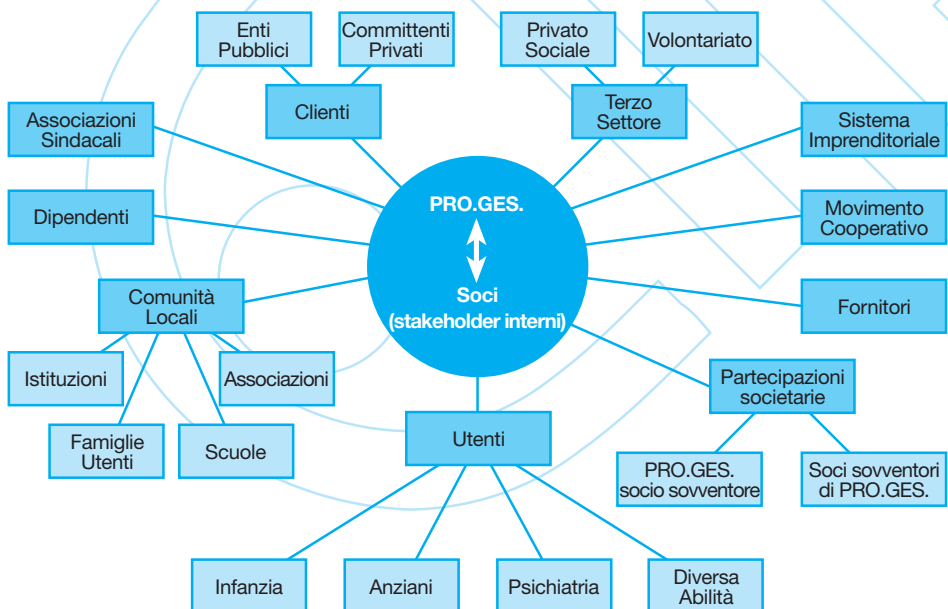 Enti
Pubblici
Committenti
Privati
Privato
Sociale
Volontariato
Clienti
Terzo
Settore
Associazioni
Sindacali
Sistema
Imprenditoriale
Dipendenti
PRO.GES.
Movimento
Cooperativo
Soci
(stakeholder interni)
Comunità
Locali
Fornitori
Istituzioni
Associazioni
Famiglie
Utenti
Scuole
Utenti
Partecipazioni
societarie
PRO.GES.
socio sovventore
Soci sovventori
di PRO.GES.
Infanzia
Anziani
Psichiatria
Diversa
Abilità